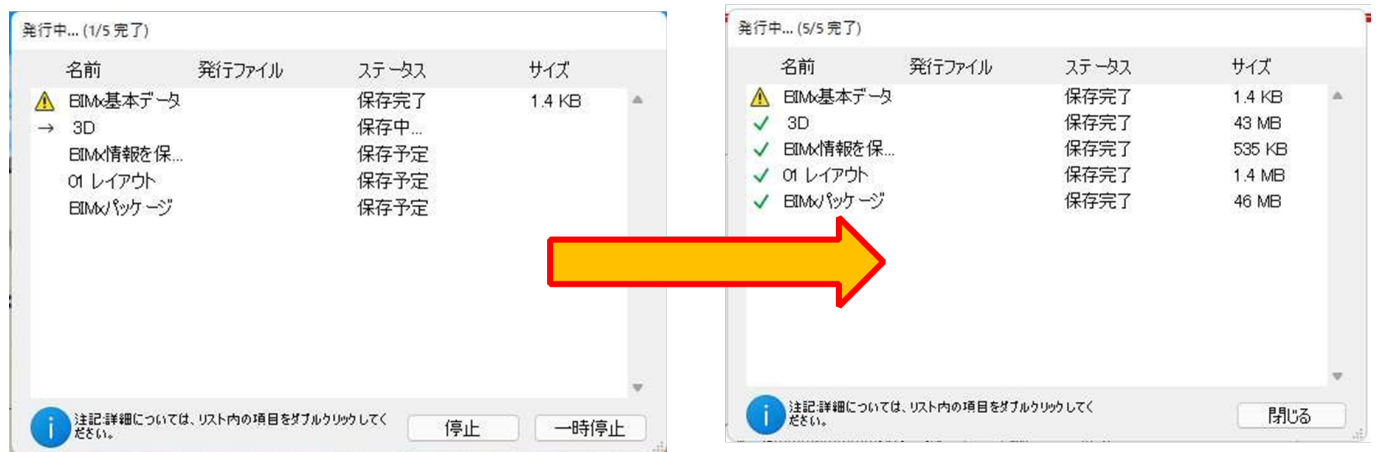 発行中... (1/5 完了)
名前 発行ファイル ステータス サイズ
BIMx基本データ 保存完了 1.4 KB
→ 3D 保存中...
BIMx情報を保... 保存予定
01 レイアウト 保存予定
BIMxパッケージ 保存予定
注記:詳細については、リスト内の項目をダブルクリックしてく
ださい。
停止 一時停止
発行中... (5/5 完了)
名前 発行ファイル ステータス サイズ
BIMx基本データ 保存完了 1.4 KB
✓ 3D 保存完了 43 MB
✓ BIMx情報を保... 保存完了 535 KB
✓ 01 レイアウト 保存完了 1.4 MB
✓ BIMxパッケージ 保存完了 46 MB
注記:詳細については、リスト内の項目をダブルクリックしてく
ださい。
閉じる